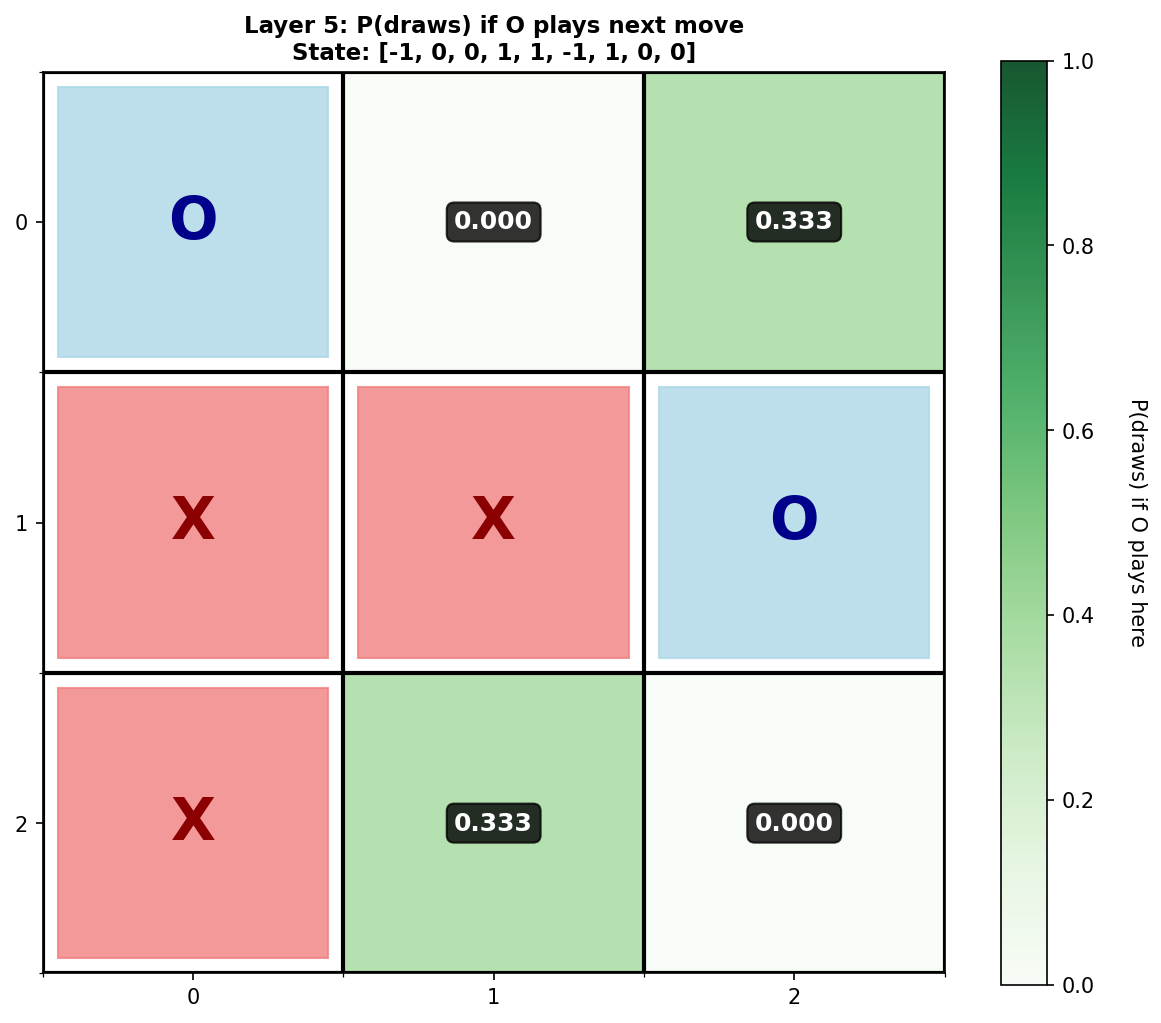 Layer 5: P(draws) if O plays next move
State: [-1, 0, 0, 1, 1, -1, 1, 0, 0]
0
O
0.000
0.333
1
X
X
O
2
X
0.333
0.000
0
1
2
1.0
0.8
0.6
0.4
0.2
0.0
P(draws) if O plays here